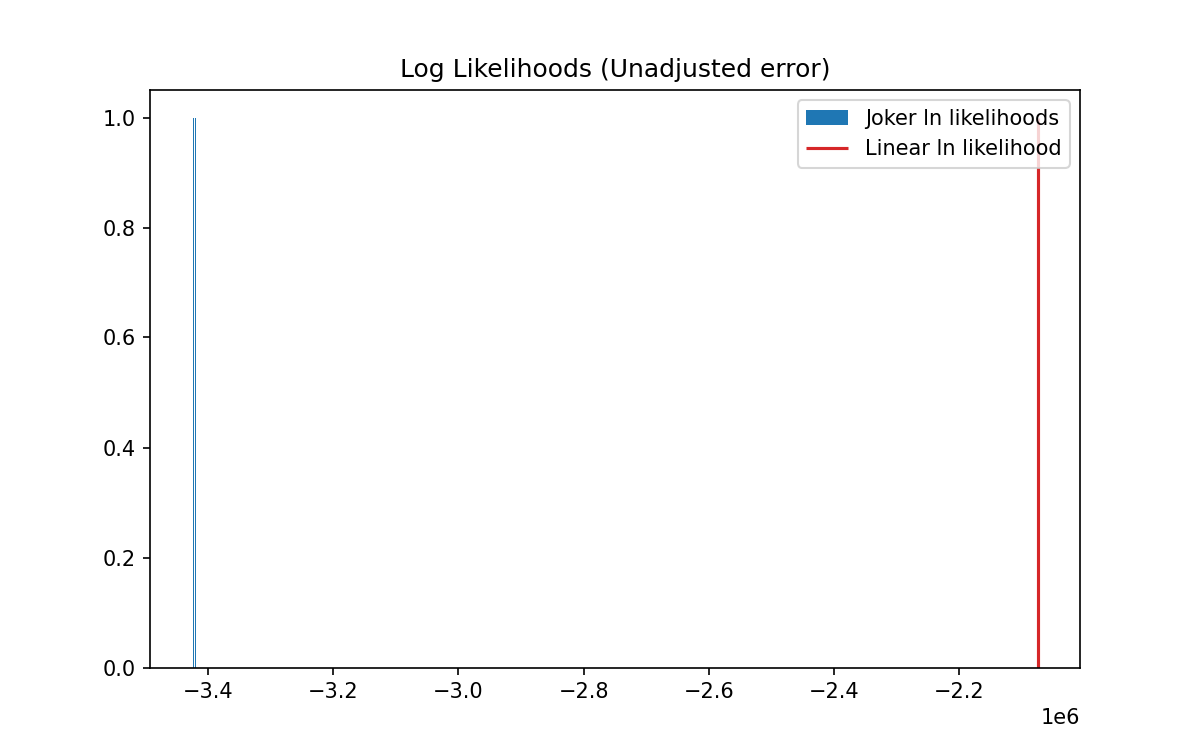 Log Likelihoods (Unadjusted error)
Joker ln likelihoods
Linear ln likelihood
1.0
0.8
0.6
0.4
0.2
0.0
−3.4 −3.2 −3.0 −2.8 −2.6 −2.4 −2.2
1e6